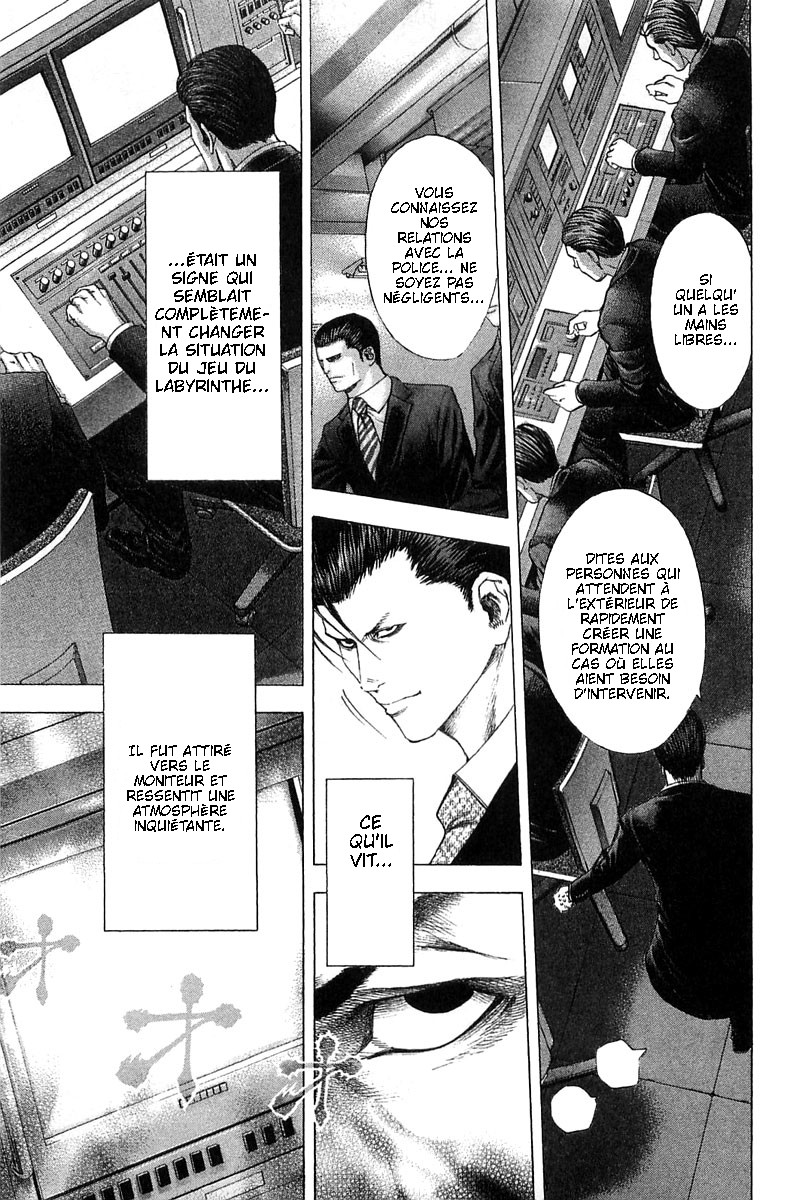 SI
QUELQU'
UN A LES
MAINS
LIBRES...
DITES AUX
PERSONNES QUI
ATTENDENT À
L'EXTÉRIEUR DE
RAPIDEMENT
CRÉER UNE
FORMATION AU
CAS OÙ ELLES
AIENT BESOIN
D'INTERVENIR.
VOUS
CONNAISSEZ
NOS
RELATIONS
AVEC LA
POLICE... NE
SOYEZ PAS
NÉGLIGENTS...
CE
QU'IL
VIT...
...ÉTAIT UN
SIGNE QUI
SEMBLAIT
COMPLÈTEME-
NT CHANGER
LA SITUATION
DU JEU DU
LABYRINTHE...
IL FUT ATTIRÉ
VERS LE
MONITEUR ET
RESSENTIT UNE
ATMOSPHÈRE
INQUIÉTANTE.